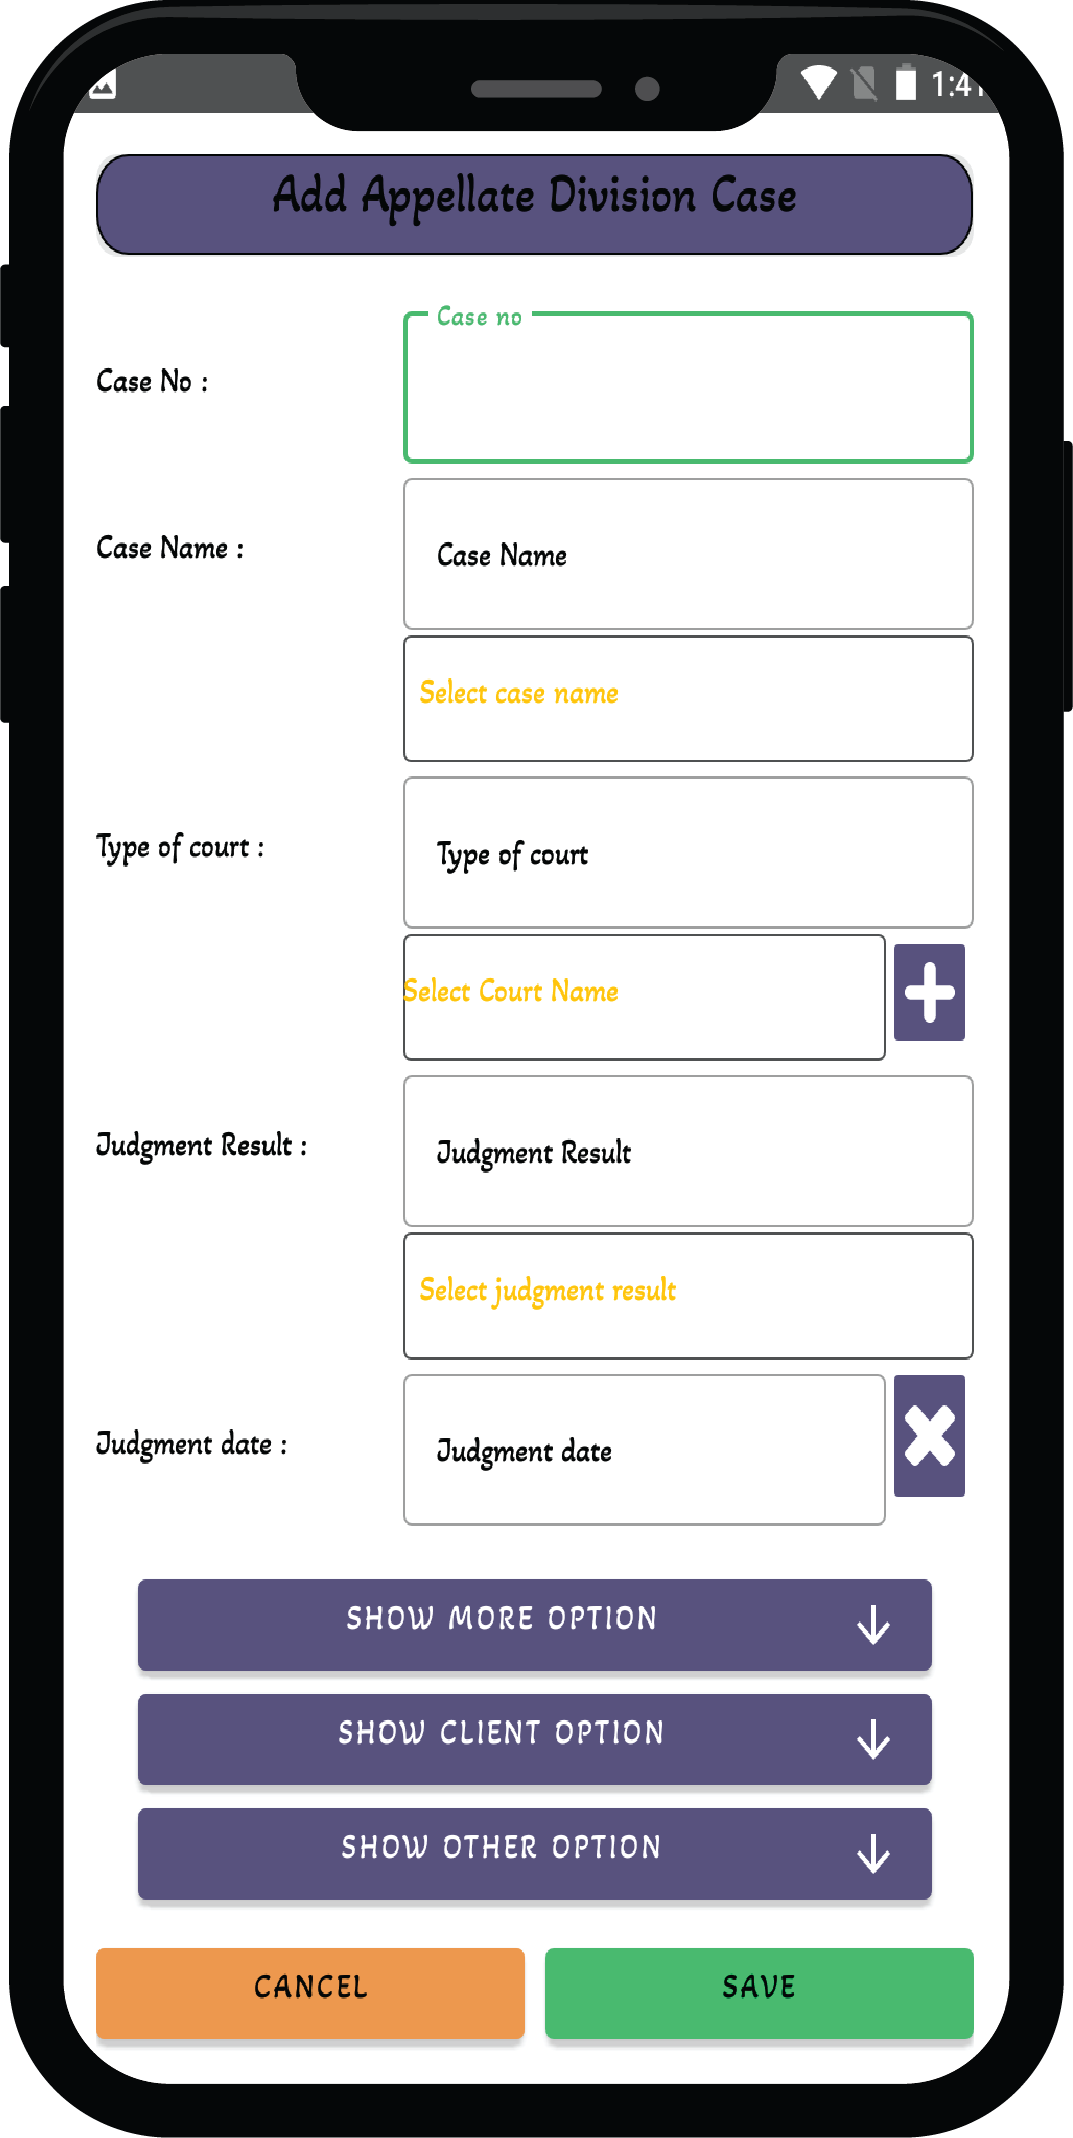 Add Appellate Division Case
Case no
Case No :
Case Name :
Case Name
Select case name
Type of court :
Type of court
Select Court Name
Judgment Result :
Judgment Result
Select judgment result
Judgment date :
Judgment date
SHOW MORE OPTION
SHOW CLIENT OPTION
SHOW OTHER OPTION
CANCEL
SAVE